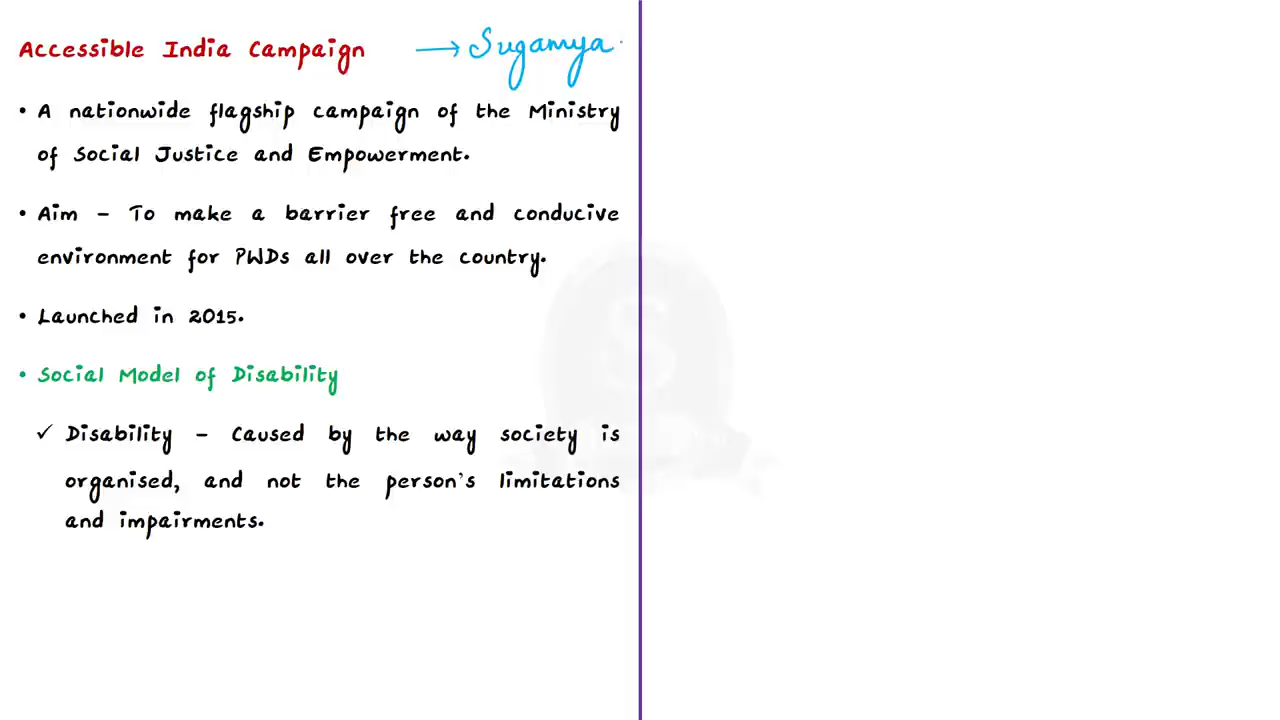 Accessible India Campaign → Sugamya
• A nationwide flagship campaign of the Ministry
of Social Justice and Empowerment.
• Aim – To make a barrier free and conducive
environment for PWDs all over the country.
• Launched in 2015.
• Social Model of Disability
✓ Disability – Caused by the way society is
organised, and not the person's limitations
and impairments.